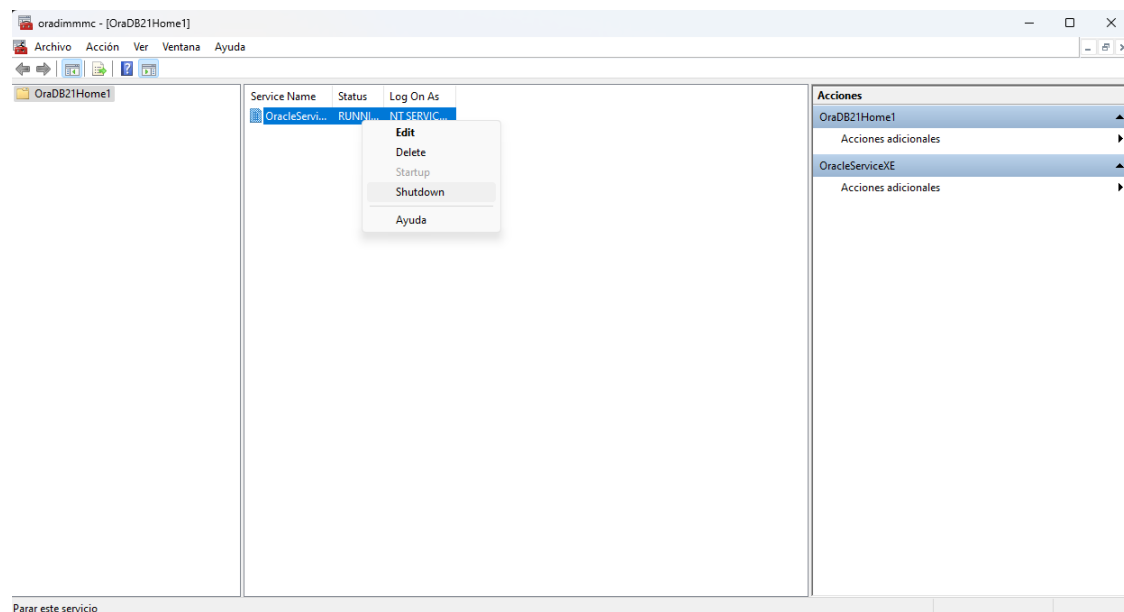 oradimmmc - [OraDB21Home1]
Archivo Acción Ver Ventana Ayuda
OraDB21Home1
Service Name Status Log On As
OracleServi... RUNNI... NT SERVIC...
Edit
Delete
Startup
Shutdown
Ayuda
Acciones
OraDB21Home1
Acciones adicionales
OracleServiceXE
Acciones adicionales
Parar este servicio